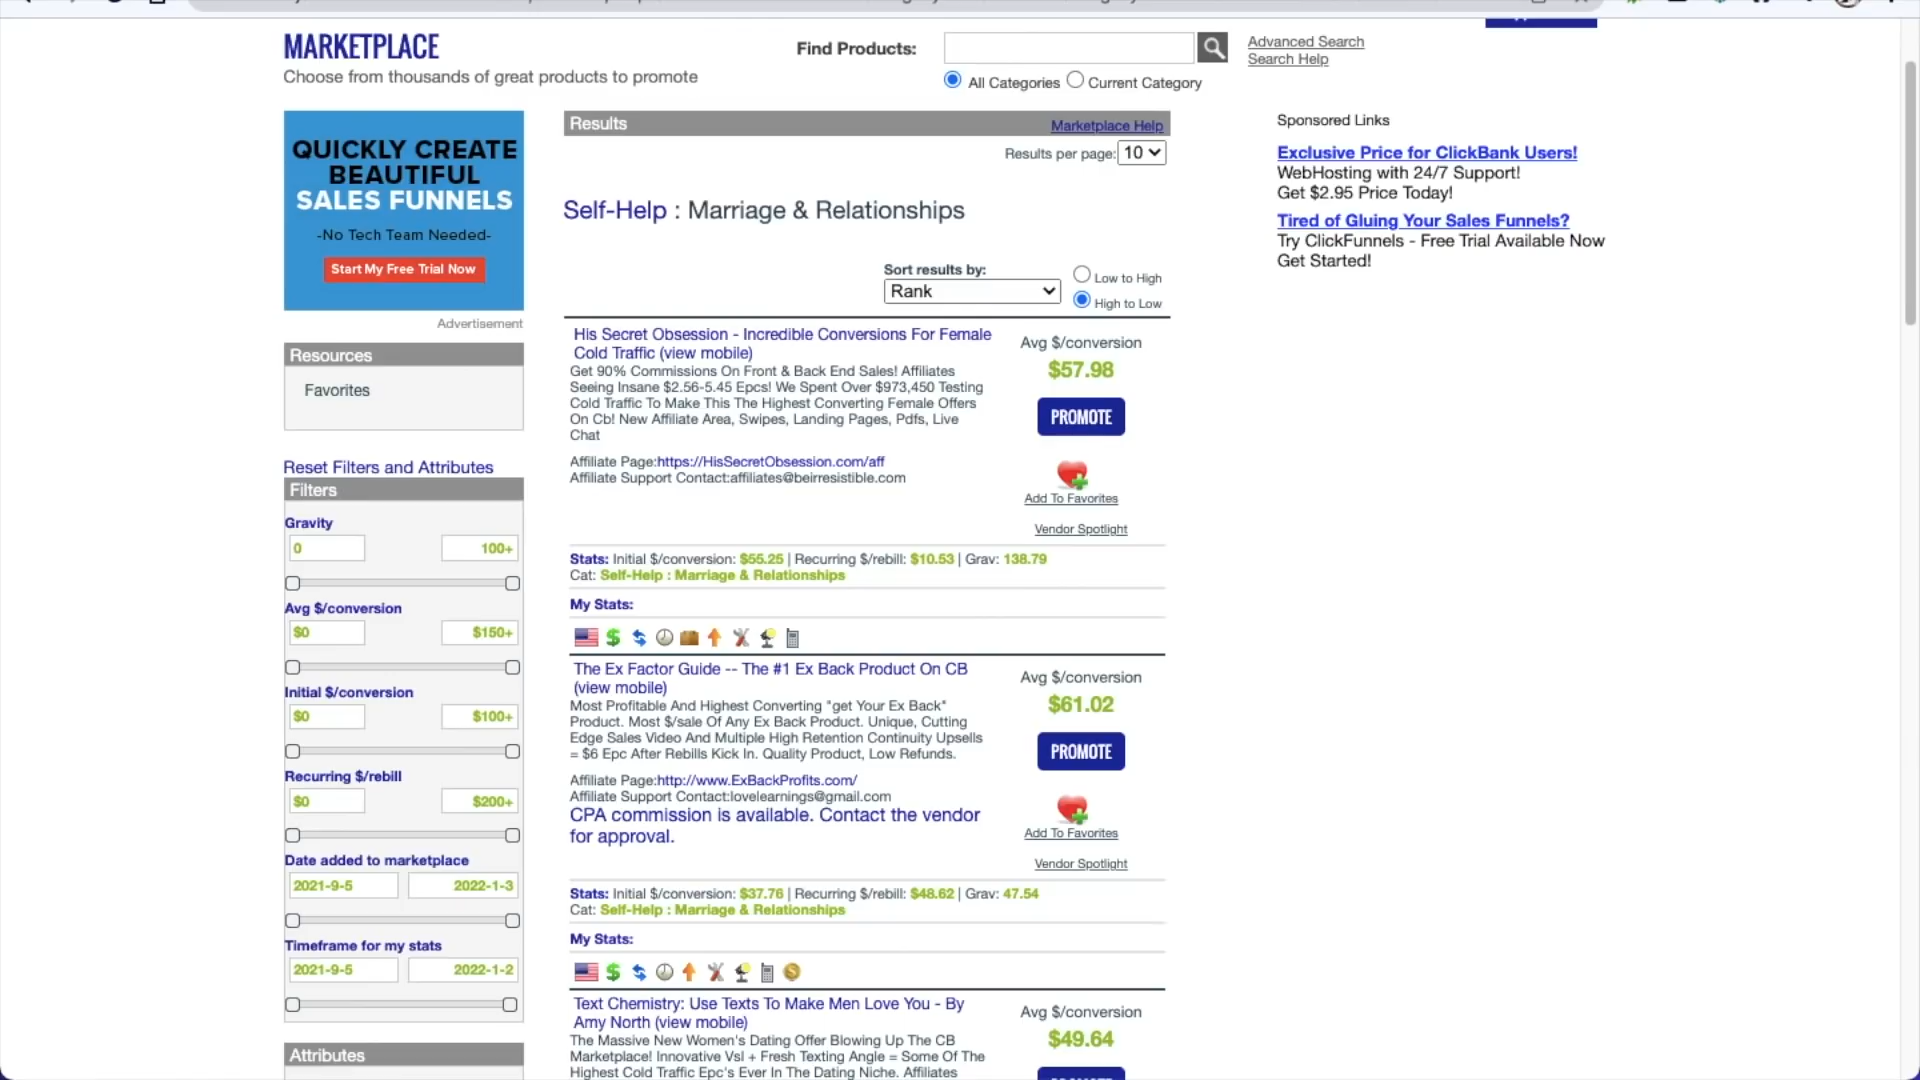 MARKETPLACE
Choose from thousands of great products to promote
Find Products:
All Categories
Current Category
Advanced Search
Search Help
QUICKLY CREATE
BEAUTIFUL
SALES FUNNELS
-No Tech Team Needed-
Start My Free Trial Now
Advertisement
Resources
Favorites
Reset Filters and Attributes
Filters
Gravity
0 100+
Avg $/conversion
$0 $150+
Initial $/conversion
$0 $100+
Recurring $/rebill
$0 $200+
Date added to marketplace
2021-9-5 2022-1-3
Timeframe for my stats
2021-9-5 2022-1-2
Attributes
Results
Marketplace Help
Results per page: 10
Self-Help : Marriage & Relationships
Sort results by:
Rank
Low to High
High to Low
His Secret Obsession - Incredible Conversions For Female
Cold Traffic (view mobile)
Get 90% Commissions On Front & Back End Sales! Affiliates
Seeing Insane $2.56-5.45 Epcs! We Spent Over $973,450 Testing
Cold Traffic To Make This The Highest Converting Female Offers
On Cb! New Affiliate Area, Swipes, Landing Pages, Pdfs, Live
Chat
Affiliate Page:https://HisSecretObsession.com/aff
Affiliate Support Contact:affiliates@beirresistible.com
Avg $/conversion
$57.98
PROMOTE
Add To Favorites
Vendor Spotlight
Stats: Initial $/conversion: $55.25 | Recurring $/rebill: $10.53 | Grav: 138.79
Cat: Self-Help : Marriage & Relationships
My Stats:
The Ex Factor Guide -- The #1 Ex Back Product On CB
(view mobile)
Most Profitable And Highest Converting "get Your Ex Back"
Product. Most $/sale Of Any Ex Back Product. Unique, Cutting
Edge Sales Video And Multiple High Retention Continuity Upsells
= $6 Epc After Rebills Kick In. Quality Product, Low Refunds.
Affiliate Page:http://www.ExBackProfits.com/
Affiliate Support Contact:lovelearnings@gmail.com
CPA commission is available. Contact the vendor
for approval.
Avg $/conversion
$61.02
PROMOTE
Add To Favorites
Vendor Spotlight
Stats: Initial $/conversion: $37.76 | Recurring $/rebill: $48.62 | Grav: 47.54
Cat: Self-Help : Marriage & Relationships
My Stats:
Text Chemistry: Use Texts To Make Men Love You - By
Amy North (view mobile)
The Massive New Women's Dating Offer Blowing Up The CB
Marketplace! Innovative Vsl + Fresh Texting Angle = Some Of The
Highest Cold Traffic Epc's Ever In The Dating Niche. Affiliates
Avg $/conversion
$49.64
Sponsored Links
Exclusive Price for ClickBank Users!
WebHosting with 24/7 Support!
Get $2.95 Price Today!
Tired of Gluing Your Sales Funnels?
Try ClickFunnels - Free Trial Available Now
Get Started!